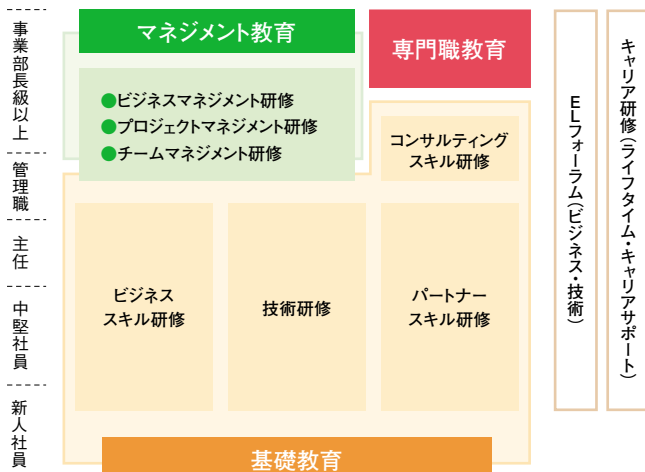 事業部長級以上
管理職
主任
中堅社員
新人社員
マネジメント教育
●ビジネスマネジメント研修
●プロジェクトマネジメント研修
●チームマネジメント研修
専門職教育
コンサルティング
スキル研修
ビジネス
スキル研修
技術研修
パートナー
スキル研修
基礎教育
ELフォーラム(ビジネス・技術)
キャリア研修(ライフタイム・キャリアサポート)